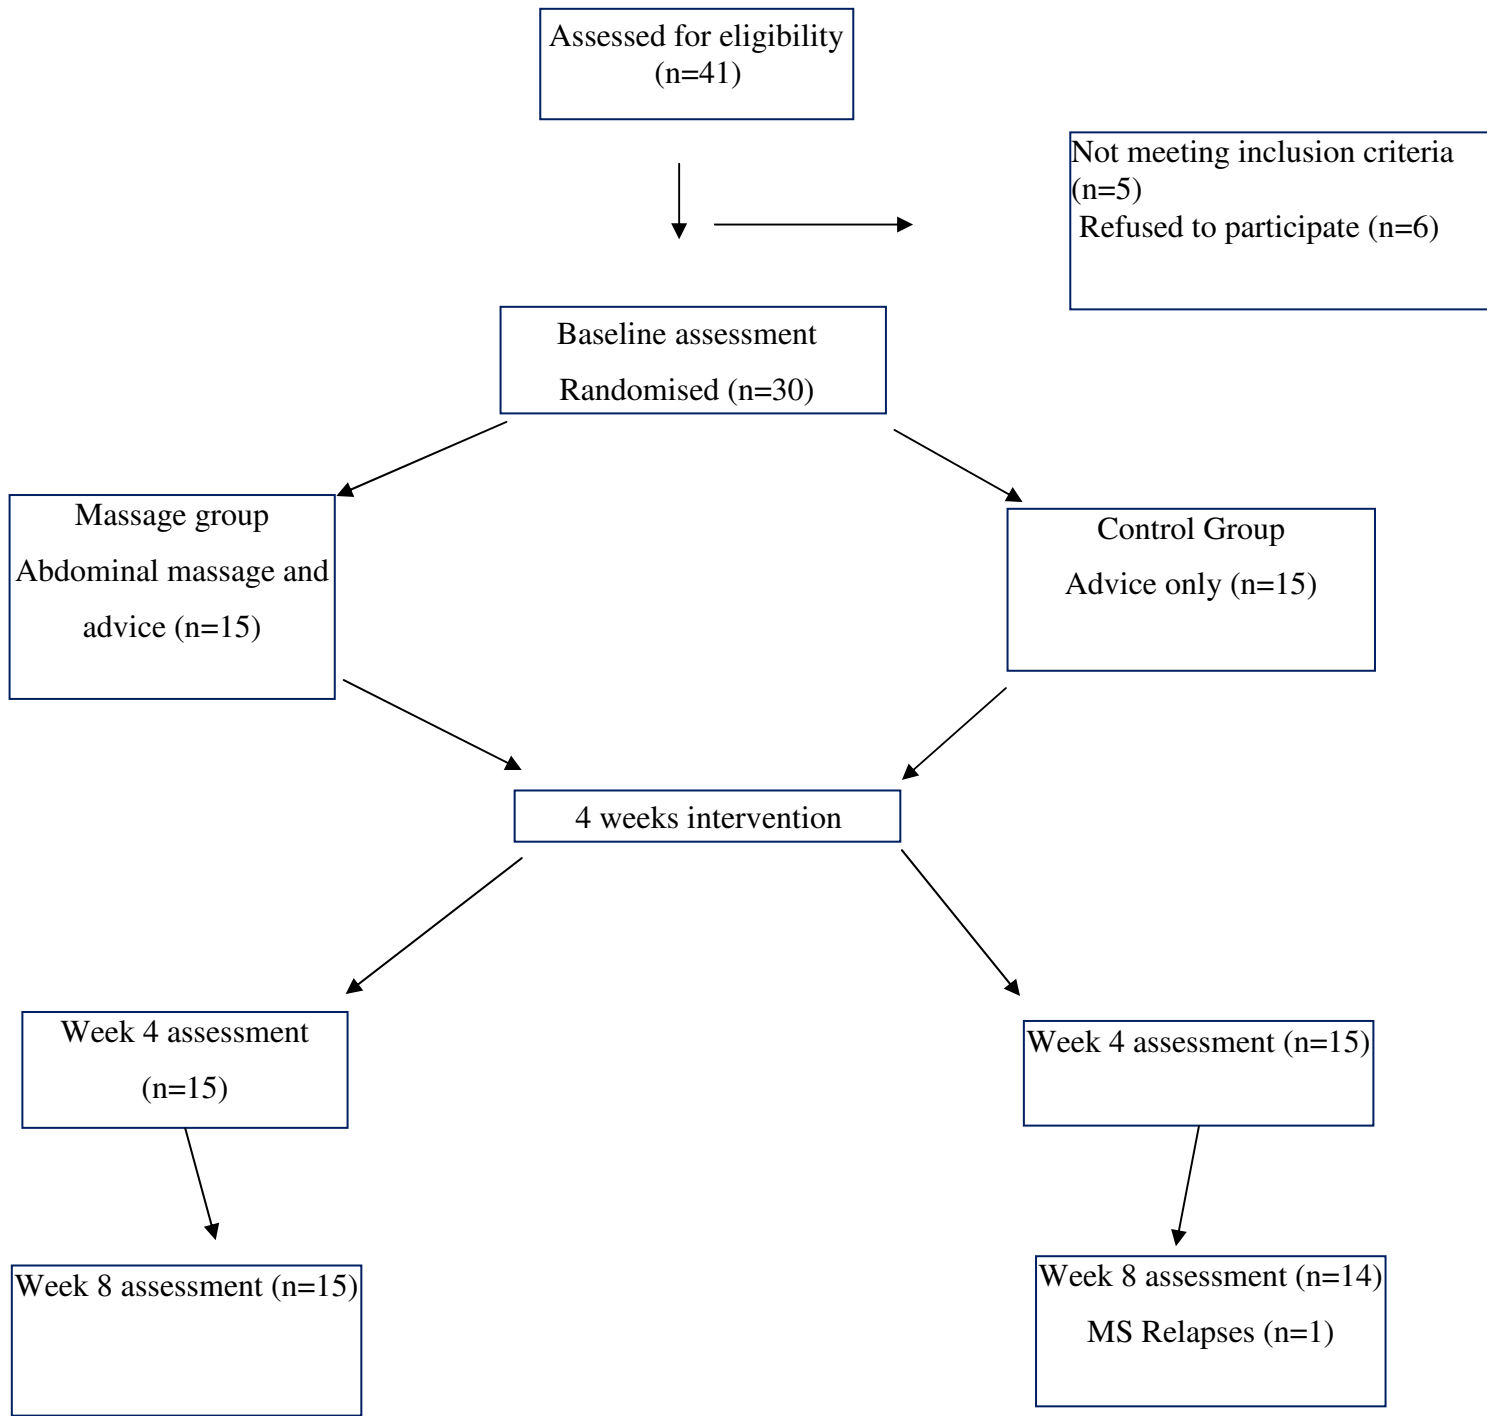 Assessed for eligibility
(n=41)
Not meeting inclusion criteria
(n=5)
Refused to participate (n=6)
Baseline assessment
Randomised (n=30)
Massage group
Abdominal massage and
advice (n=15)
Control Group
Advice only (n=15)
4 weeks intervention
Week 4 assessment
(n=15)
Week 4 assessment (n=15)
Week 8 assessment (n=15)
Week 8 assessment (n=14)
MS Relapses (n=1)